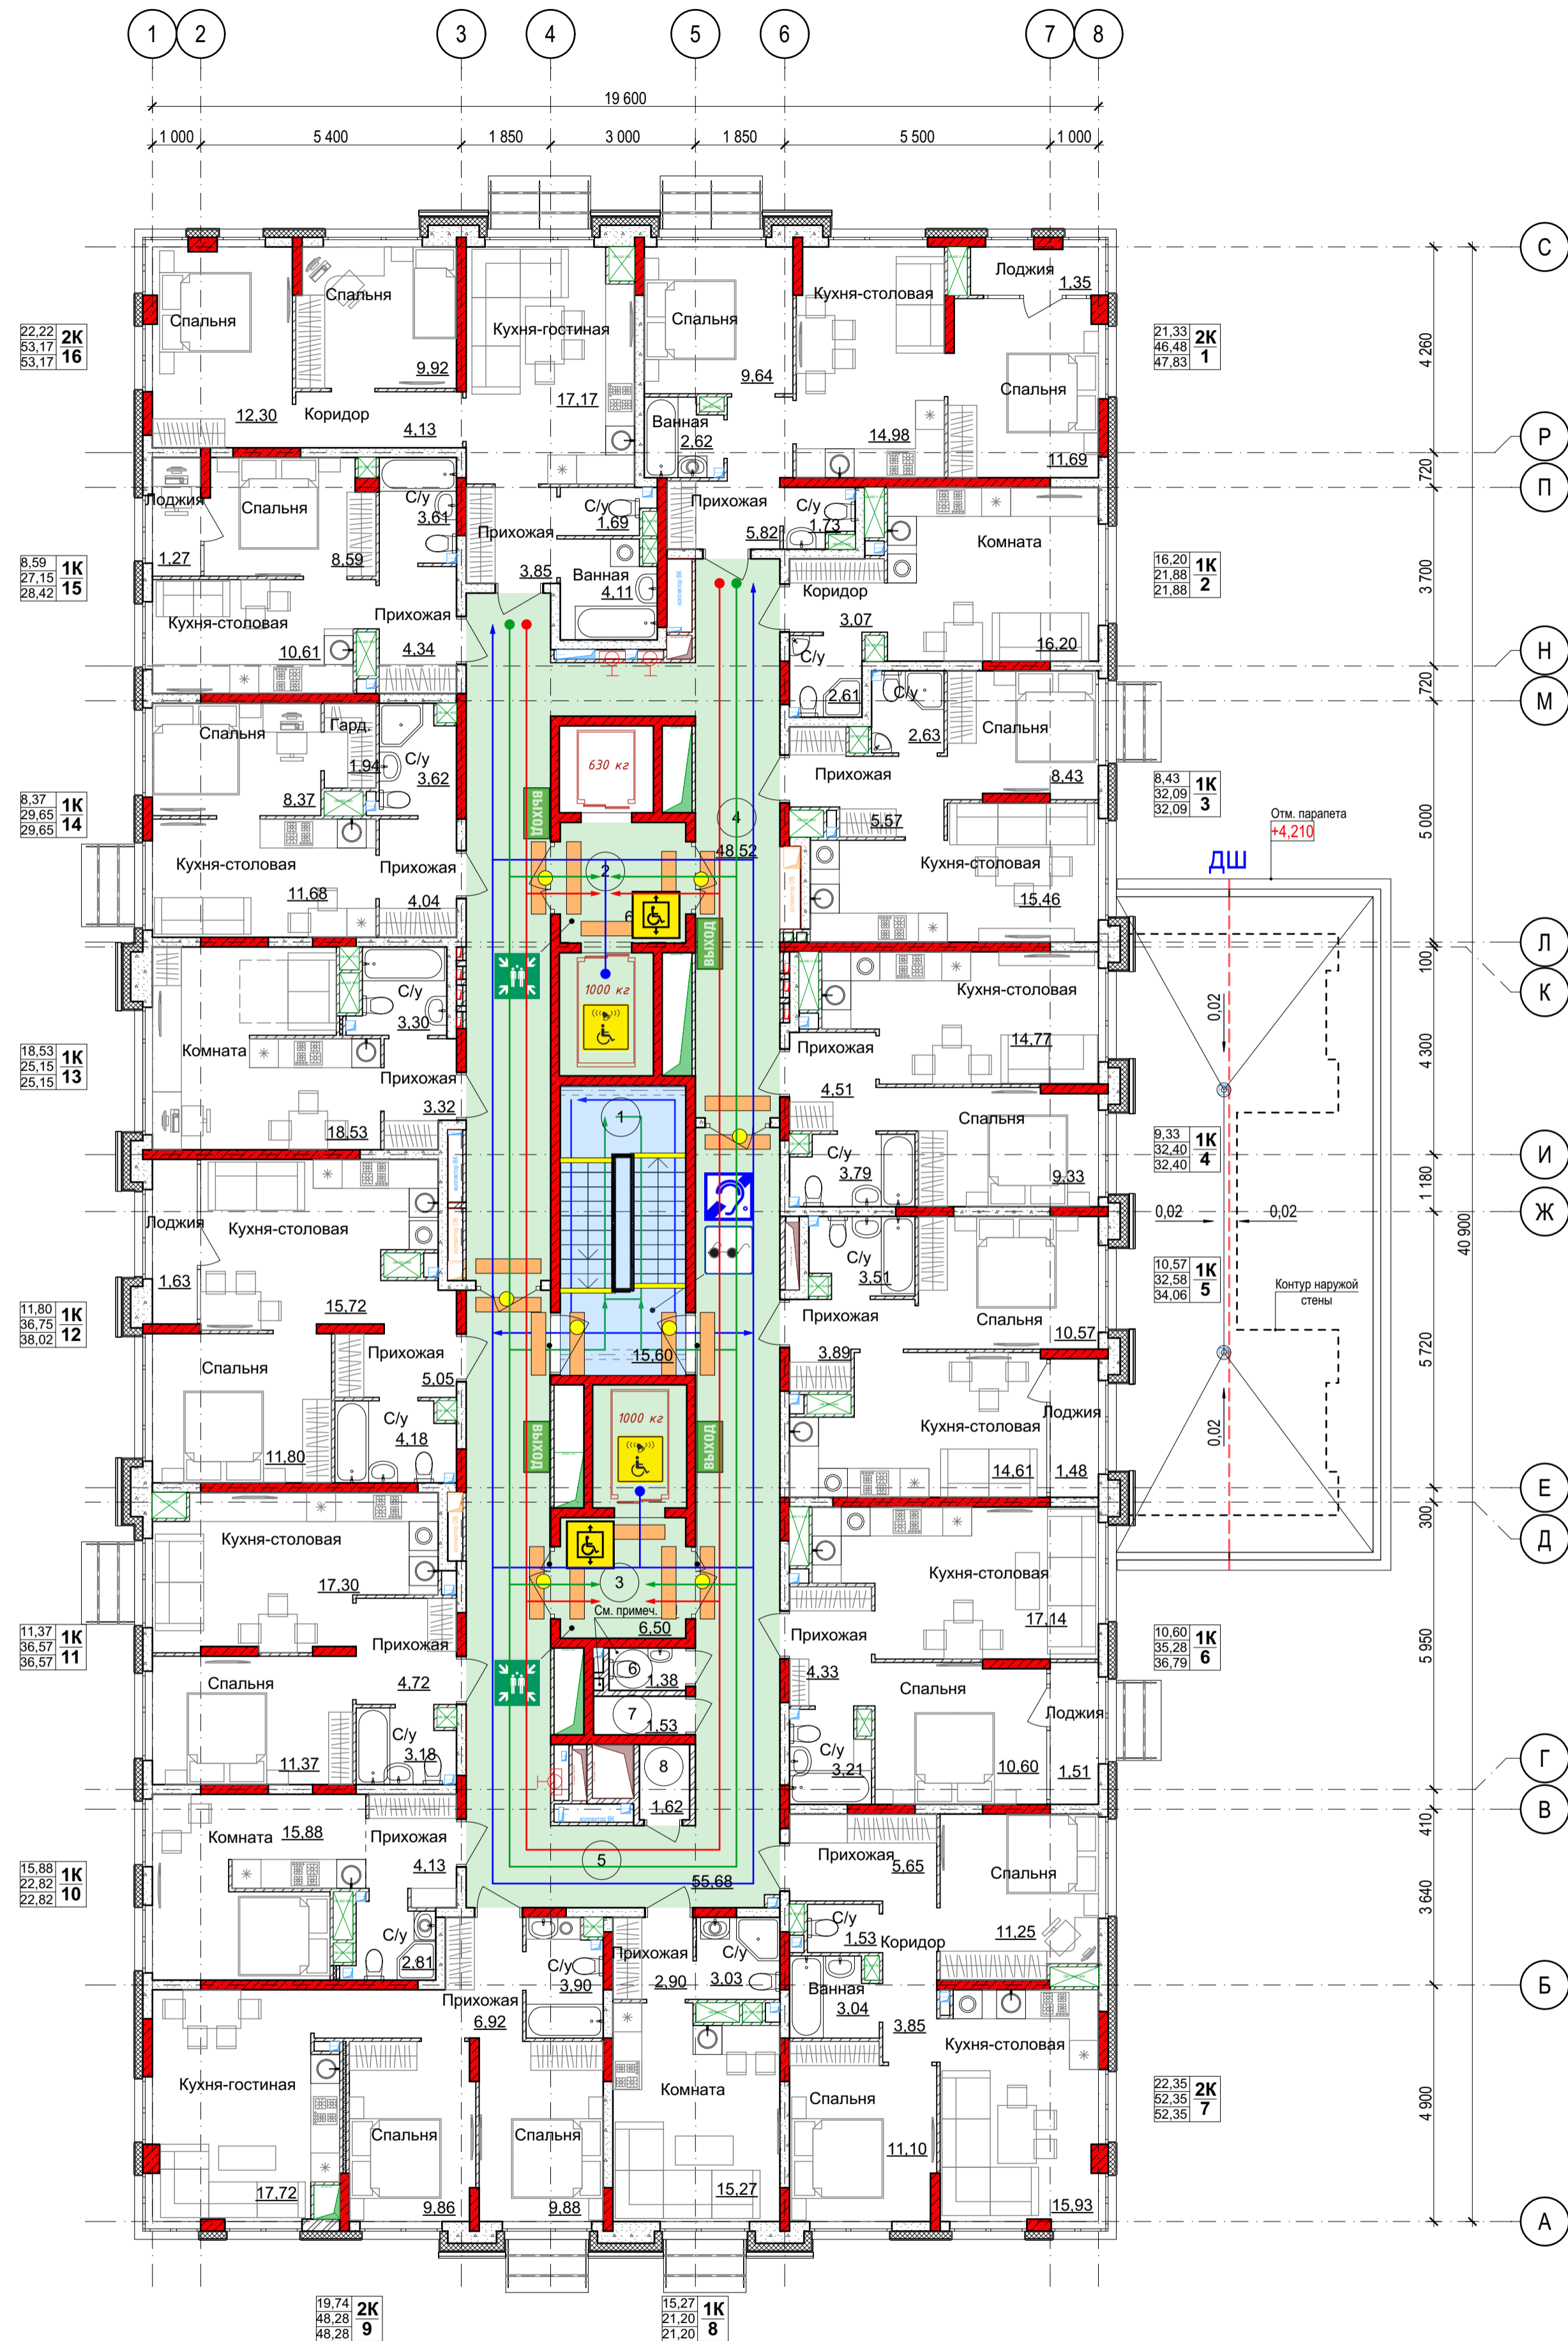 1 2 3 4 5 6 7 8
19 600
1 000 5 400 1 850 3 000 1 850 5 500 1 000
С
Р
П
Н
М
Л
К
И
Ж
Е
Д
Г
В
Б
А
4 260
720
3 700
720
5 000
100
4 300
1 180
5 720
300
5 950
410
3 640
4 900
40 900
22,22
53,17
53,17
2К
16
Спальня
12,30
Спальня
9,92
Коридор
4,13
Кухня-гостиная
17,17
Прихожая
3,85
С/у
1,69
Ванная
4,11
21,33
46,48
47,83
2К
1
Спальня
9,64
Кухня-столовая
14,98
Лоджия
1,35
Спальня
11,69
Ванная
2,62
Прихожая
5,82
С/у
1,73
8,59
27,15
28,42
1К
15
Лоджия
1,27
Спальня
8,59
С/у
3,61
Кухня-столовая
10,61
Прихожая
4,34
16,20
21,88
21,88
1К
2
Комната
16,20
Коридор
3,07
С/у
2,61
коллектор ВК
8,37
29,65
29,65
1К
14
Спальня
8,37
Гард.
1,94
С/у
3,62
Кухня-столовая
11,68
Прихожая
4,04
8,43
32,09
32,09
1К
3
С/у
2,63
Спальня
8,43
Прихожая
5,57
Кухня-столовая
15,46
630 кг
ВЫХОД
2
4
48,52
ВЫХОД
1000 кг
18,53
25,15
25,15
1К
13
Комната
18,53
С/у
3,30
Прихожая
3,32
9,33
32,40
32,40
1К
4
Кухня-столовая
14,77
Прихожая
4,51
Спальня
9,33
С/у
3,79
1
15,60
11,80
36,75
38,02
1К
12
Лоджия
1,63
Кухня-столовая
15,72
Спальня
11,80
Прихожая
5,05
С/у
4,18
10,57
32,58
34,06
1К
5
С/у
3,51
Спальня
10,57
Прихожая
3,89
Кухня-столовая
14,61
Лоджия
1,48
ВЫХОД
1000 кг
ВЫХОД
3
См. примеч.
6,50
6
1,38
7
1,53
8
1,62
коллектор ВК
5
55,68
11,37
36,57
36,57
1К
11
Кухня-столовая
17,30
Прихожая
4,72
Спальня
11,37
С/у
3,18
10,60
35,28
36,79
1К
6
Кухня-столовая
17,14
Прихожая
4,33
Спальня
10,60
С/у
3,21
Лоджия
1,51
15,88
22,82
22,82
1К
10
Комната
15,88
Прихожая
4,13
С/у
2,81
22,35
52,35
52,35
2К
7
Прихожая
5,65
Спальня
11,25
С/у
1,53
Коридор
3,85
Ванная
3,04
Кухня-столовая
15,93
Спальня
11,10
19,74
48,28
48,28
2К
9
Кухня-гостиная
17,72
Спальня
9,86
Спальня
9,88
Прихожая
6,92
С/у
3,90
15,27
21,20
21,20
1К
8
Прихожая
2,90
С/у
3,03
Комната
15,27
Отм. парапета
+4,210
ДШ
0,02
0,02
0,02
Контур наружой
стены
0,02